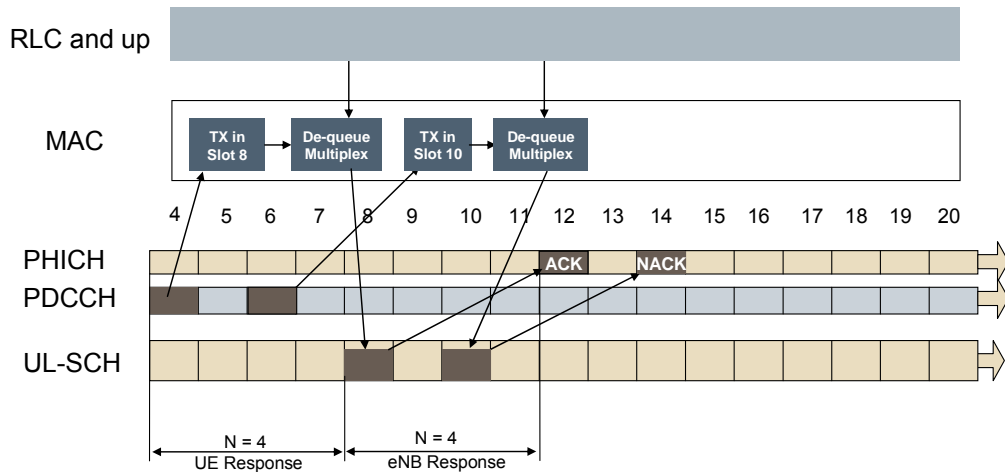 RLC and up
MAC
TX in
Slot 8
De-queue
Multiplex
TX in
Slot 10
De-queue
Multiplex
4 5 6 7 8 9 10 11 12 13 14 15 16 17 18 19 20
PHICH
ACK
NACK
PDCCH
UL-SCH
N = 4
UE Response
N = 4
eNB Response